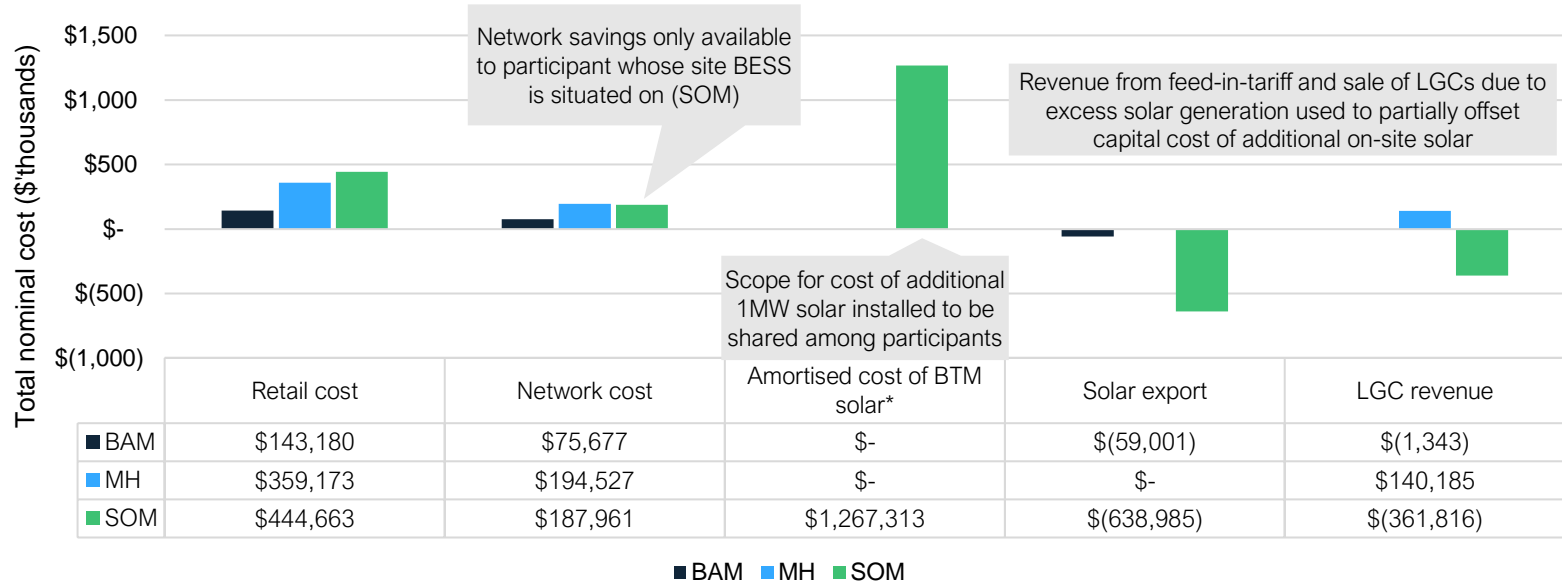 Total nominal cost ($'thousands)
$1,500
$1,000
$500
$-
$(500)
$(1,000)
Network savings only available
to participant whose site BESS
is situated on (SOM)
Revenue from feed-in-tariff and sale of LGCs due to
excess solar generation used to partially offset
capital cost of additional on-site solar
Scope for cost of additional
1MW solar installed to be
shared among participants
Retail cost
Network cost
Amortised cost of BTM
solar*
Solar export
LGC revenue
BAM $143,180 $75,677 $- $(59,001) $(1,343)
MH $359,173 $194,527 $- $- $140,185
SOM $444,663 $187,961 $1,267,313 $(638,985) $(361,816)
BAM MH SOM